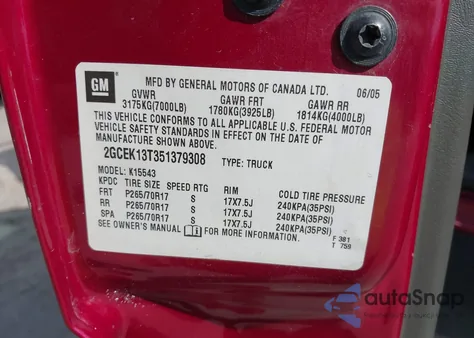 GM
MFD BY GENERAL MOTORS OF CANADA LTD. 06/05
GVWR GAWR FRT GAWR RR
3175KG(7000LB) 1780KG(3925LB) 1814KG(4000LB)
THIS VEHICLE CONFORMS TO ALL APPLICABLE U.S. FEDERAL MOTOR
VEHICLE SAFETY STANDARDS IN EFFECT ON THE DATE OF
MANUFACTURE SHOWN ABOVE.
2GCEK13T351379308 TYPE: TRUCK
MODEL: K15543
KPDC TIRE SIZE SPEED RTG RIM COLD TIRE PRESSURE
FRT P265/70R17 S 17X7.5J 240KPA(35PSI)
RR P265/70R17 S 17X7.5J 240KPA(35PSI)
SPA P265/70R17 S 17X7.5J 240KPA(35PSI)
SEE OWNER'S MANUAL FOR MORE INFORMATION.
F 381
T 759
autoSnap